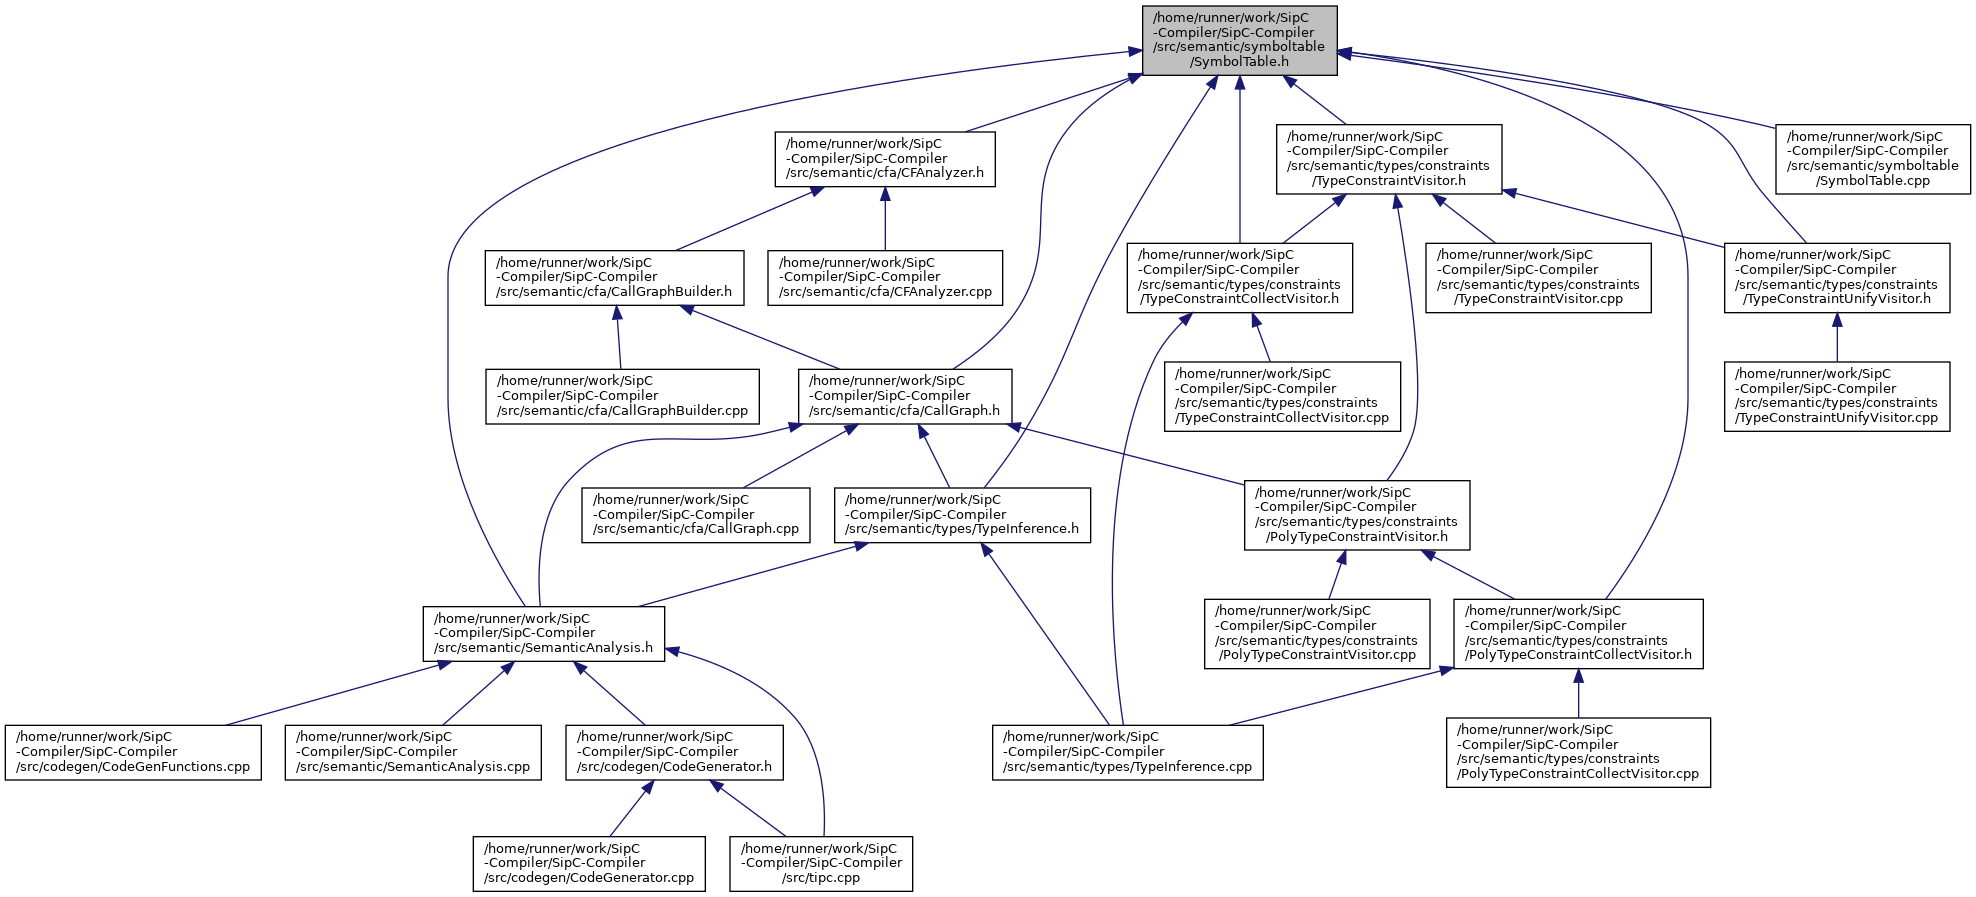 /home/runner/work/SipC
-Compiler/SipC-Compiler
/src/semantic/symboltable
/SymbolTable.h
/home/runner/work/SipC
-Compiler/SipC-Compiler
/src/semantic/cfa/CFAnalyzer.h
/home/runner/work/SipC
-Compiler/SipC-Compiler
/src/semantic/types/constraints
/TypeConstraintVisitor.h
/home/runner/work/SipC
-Compiler/SipC-Compiler
/src/semantic/symboltable
/SymbolTable.cpp
/home/runner/work/SipC
-Compiler/SipC-Compiler
/src/semantic/cfa/CallGraphBuilder.h
/home/runner/work/SipC
-Compiler/SipC-Compiler
/src/semantic/cfa/CFAnalyzer.cpp
/home/runner/work/SipC
-Compiler/SipC-Compiler
/src/semantic/types/constraints
/TypeConstraintCollectVisitor.h
/home/runner/work/SipC
-Compiler/SipC-Compiler
/src/semantic/types/constraints
/TypeConstraintVisitor.cpp
/home/runner/work/SipC
-Compiler/SipC-Compiler
/src/semantic/types/constraints
/TypeConstraintUnifyVisitor.h
/home/runner/work/SipC
-Compiler/SipC-Compiler
/src/semantic/cfa/CallGraphBuilder.cpp
/home/runner/work/SipC
-Compiler/SipC-Compiler
/src/semantic/cfa/CallGraph.h
/home/runner/work/SipC
-Compiler/SipC-Compiler
/src/semantic/types/constraints
/TypeConstraintCollectVisitor.cpp
/home/runner/work/SipC
-Compiler/SipC-Compiler
/src/semantic/types/constraints
/TypeConstraintUnifyVisitor.cpp
/home/runner/work/SipC
-Compiler/SipC-Compiler
/src/semantic/cfa/CallGraph.cpp
/home/runner/work/SipC
-Compiler/SipC-Compiler
/src/semantic/types/TypeInference.h
/home/runner/work/SipC
-Compiler/SipC-Compiler
/src/semantic/types/constraints
/PolyTypeConstraintVisitor.h
/home/runner/work/SipC
-Compiler/SipC-Compiler
/src/semantic/SemanticAnalysis.h
/home/runner/work/SipC
-Compiler/SipC-Compiler
/src/semantic/types/constraints
/PolyTypeConstraintVisitor.cpp
/home/runner/work/SipC
-Compiler/SipC-Compiler
/src/semantic/types/constraints
/PolyTypeConstraintCollectVisitor.h
/home/runner/work/SipC
-Compiler/SipC-Compiler
/src/codegen/CodeGenFunctions.cpp
/home/runner/work/SipC
-Compiler/SipC-Compiler
/src/semantic/SemanticAnalysis.cpp
/home/runner/work/SipC
-Compiler/SipC-Compiler
/src/codegen/CodeGenerator.h
/home/runner/work/SipC
-Compiler/SipC-Compiler
/src/semantic/types/TypeInference.cpp
/home/runner/work/SipC
-Compiler/SipC-Compiler
/src/semantic/types/constraints
/PolyTypeConstraintCollectVisitor.cpp
/home/runner/work/SipC
-Compiler/SipC-Compiler
/src/codegen/CodeGenerator.cpp
/home/runner/work/SipC
-Compiler/SipC-Compiler
/src/tipc.cpp